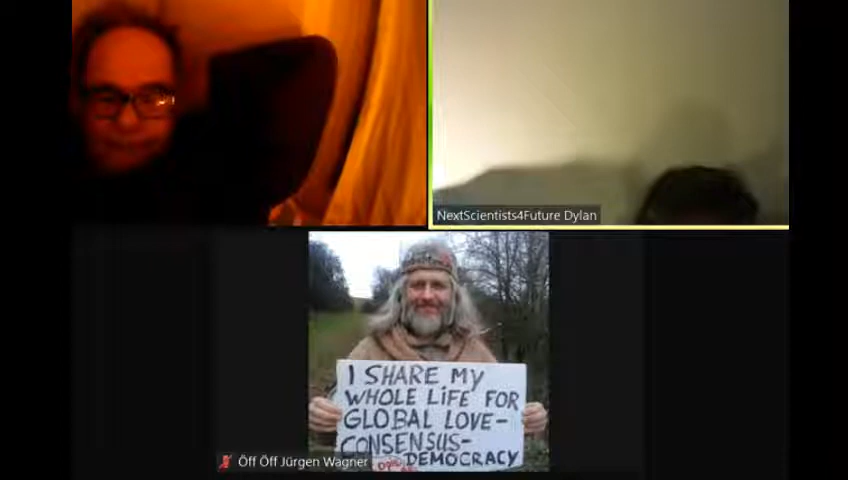 NextScientists4Future Dylan
I SHARE MY
WHOLE LIFE FOR
GLOBAL LOVE-
CONSENSUS-
DEMOCRACY
Öff Öff Jürgen Wagner